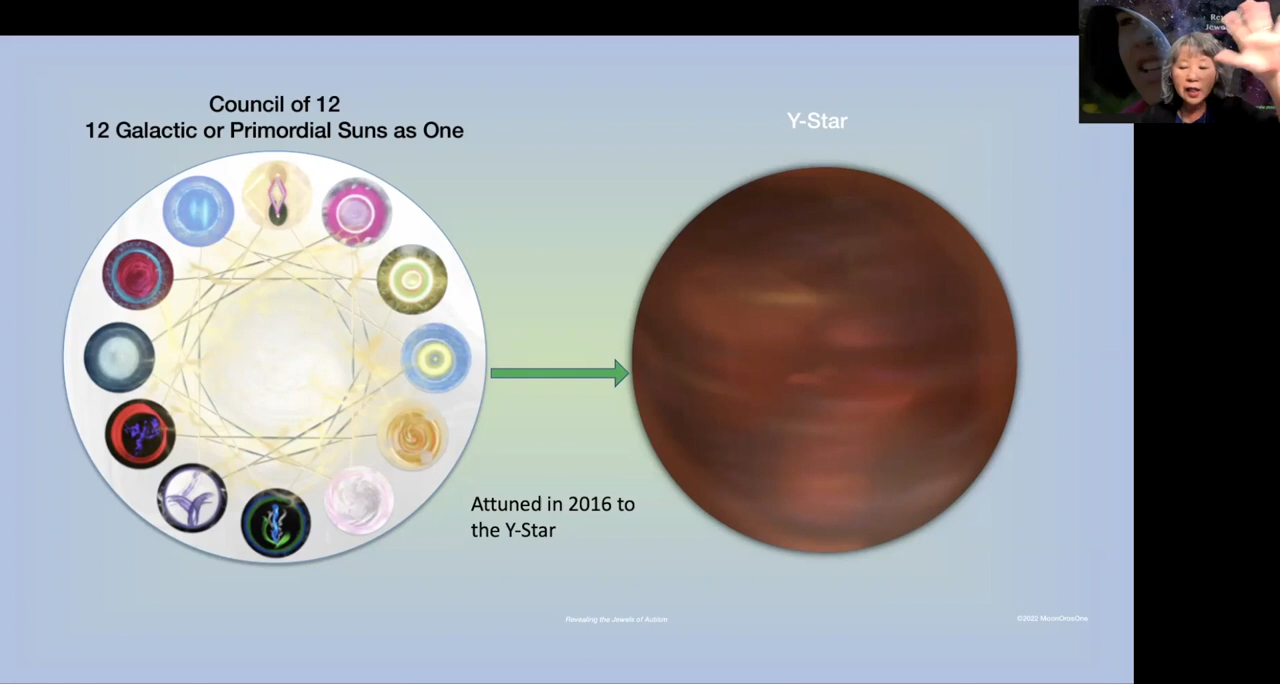 Council of 12
12 Galactic or Primordial Suns as One
Y-Star
Attuned in 2016 to
the Y-Star
Revealing the Jewels of Autism
©2022 MoonOrosOne